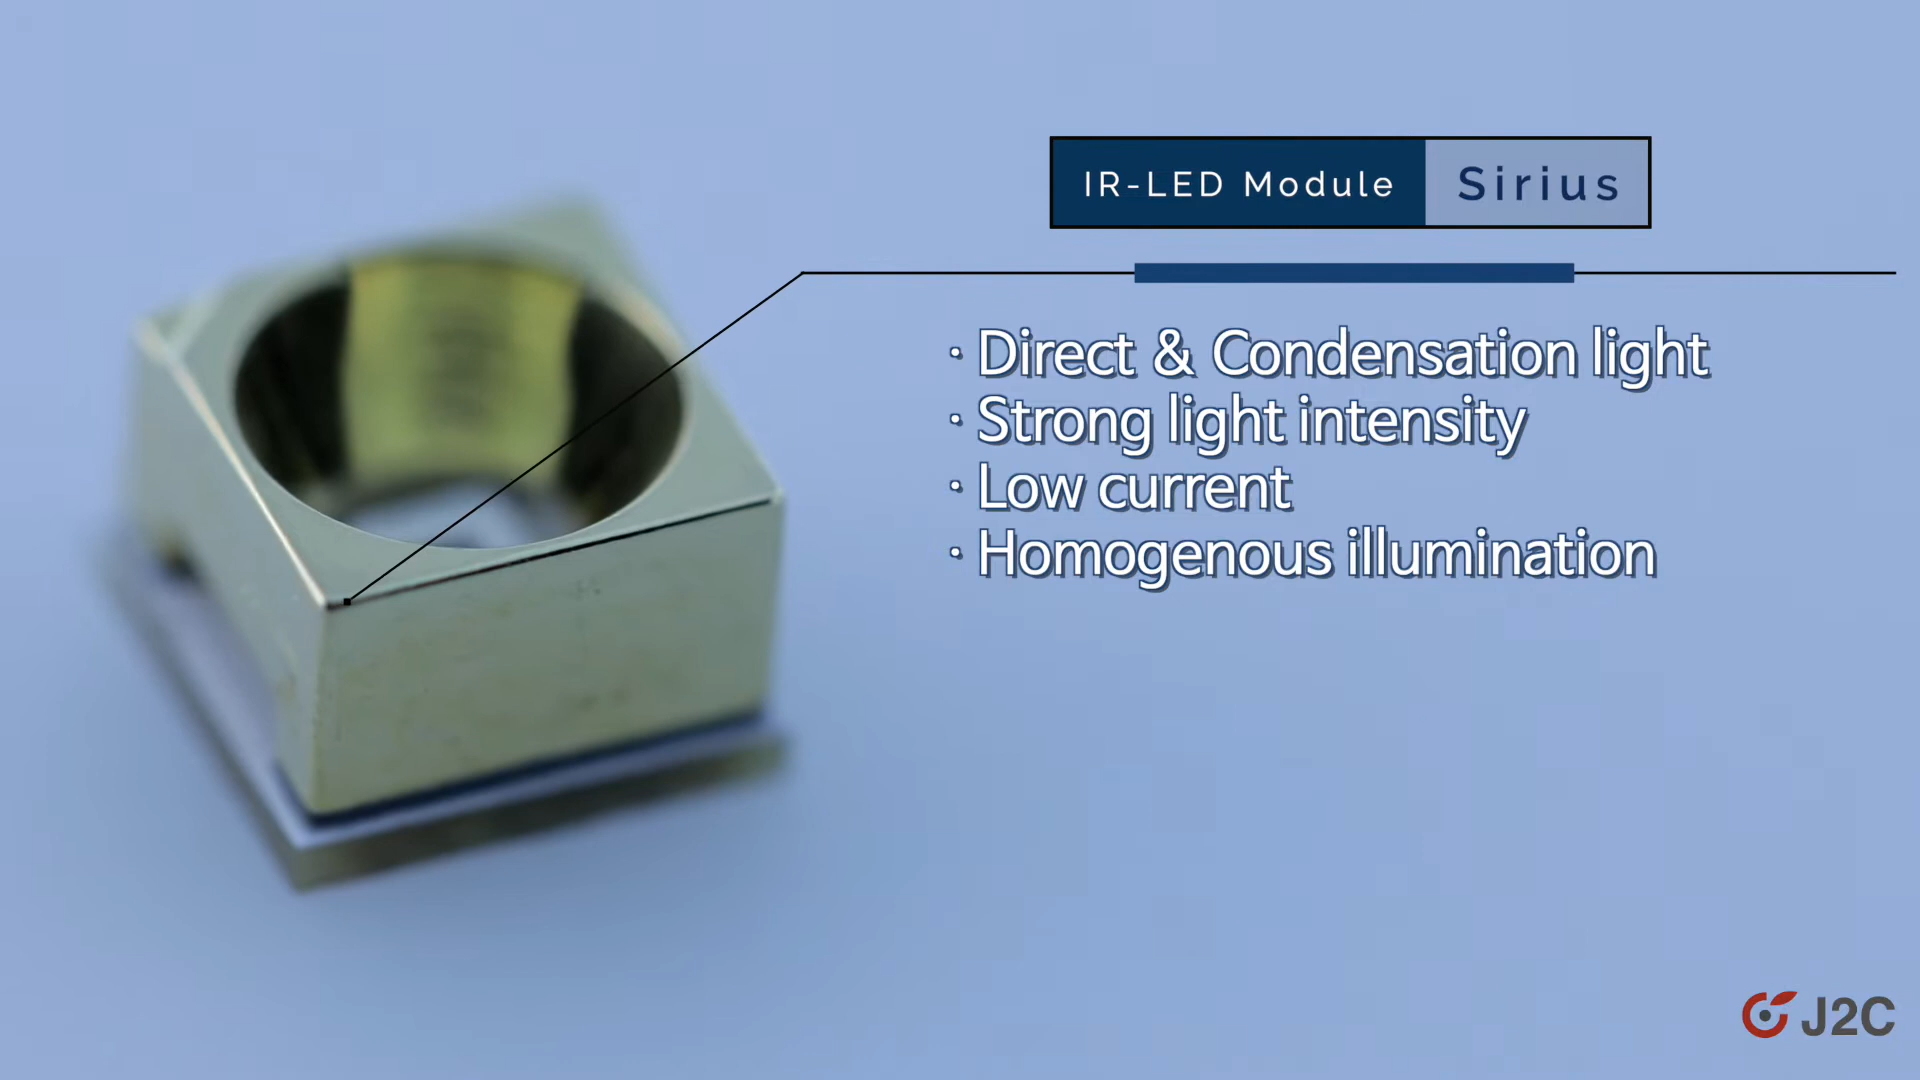 IR-LED Module Sirius
· Direct & Condensation light
· Strong light intensity
· Low current
· Homogenous illumination
J2C